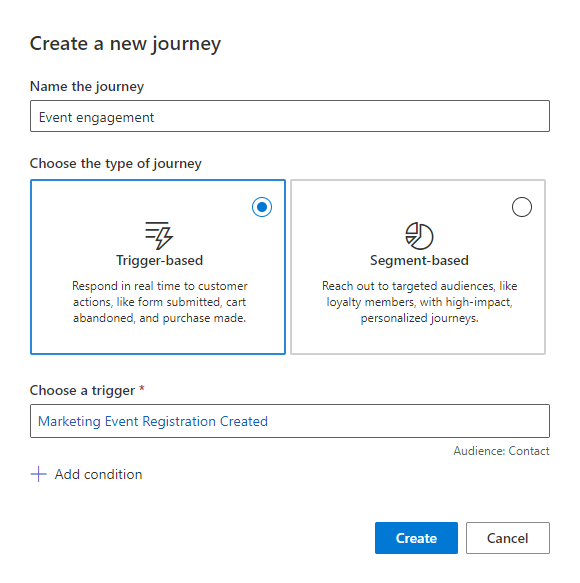 Create a new journey
Name the journey
Event engagement
Choose the type of journey
Trigger-based
Respond in real time to customer
actions, like form submitted, cart
abandoned, and purchase made.
Segment-based
Reach out to targeted audiences, like
loyalty members, with high-impact,
personalized journeys.
Choose a trigger *
Marketing Event Registration Created
Audience: Contact
Add condition
Create
Cancel